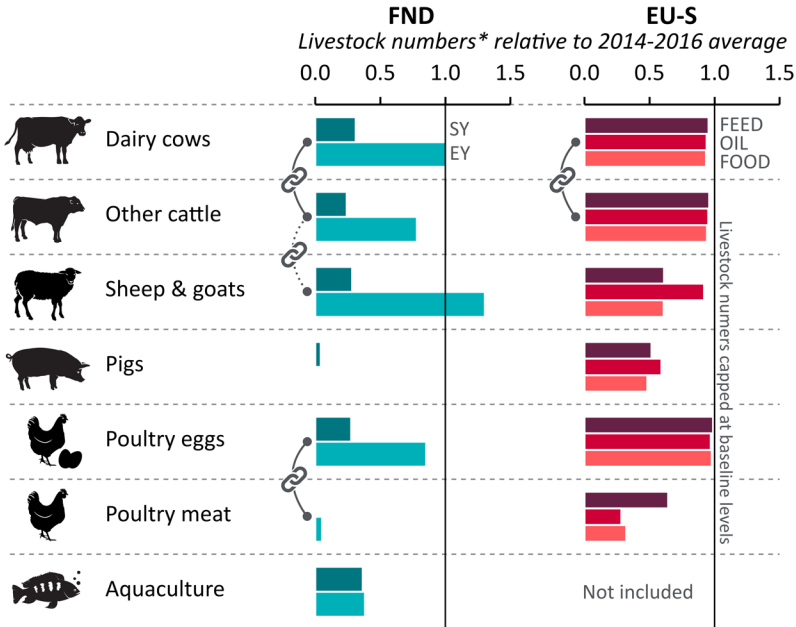 FND
EU-S
Livestock numbers* relative to 2014-2016 average
0.0 0.5 1.0 1.5
0.0 0.5 1.0 1.5
Dairy cows
SY
EY
FEED
OIL
FOOD
Other cattle
Sheep & goats
Pigs
Poultry eggs
Poultry meat
Aquaculture
Not included
Livestock numers capped at baseline levels